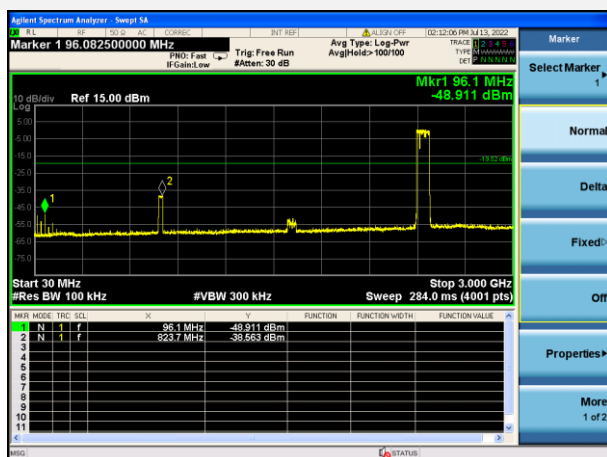 Agilent Spectrum Analyzer - Swept SA
RL RF 50 Ω AC CORREC INT REF ALIGN OFF 02:12:06 PM Jul 13, 2022
Marker 1 96.082500000 MHz
PNO: Fast
IFGain:Low
Trig: Free Run
#Atten: 30 dB
Avg Type: Log-Pwr
Avg|Hold:>100/100
TRACE 1 2 3 4 5 6
TYPE M W W W W W
DET P N N N N N
Mkr1 96.1 MHz
-48.911 dBm
10 dB/div Ref 15.00 dBm
Log
5.00
-5.00
-15.0
-25.0
-35.0
-45.0
-55.0
-65.0
-75.0
1
2
Start 30 MHz
Stop 3.000 GHz
#Res BW 100 kHz
#VBW 300 kHz
Sweep 284.0 ms (4001 pts)
MKR MODE TRC SCL X Y FUNCTION FUNCTION WIDTH FUNCTION VALUE
1 N 1 f 96.1 MHz -48.911 dBm
2 N 1 f 823.7 MHz -38.563 dBm
3
4
5
6
7
8
9
10
11
MSG
STATUS
Marker
Select Marker
1
Normal
Delta
Fixed
Off
Properties
More
1 of 2